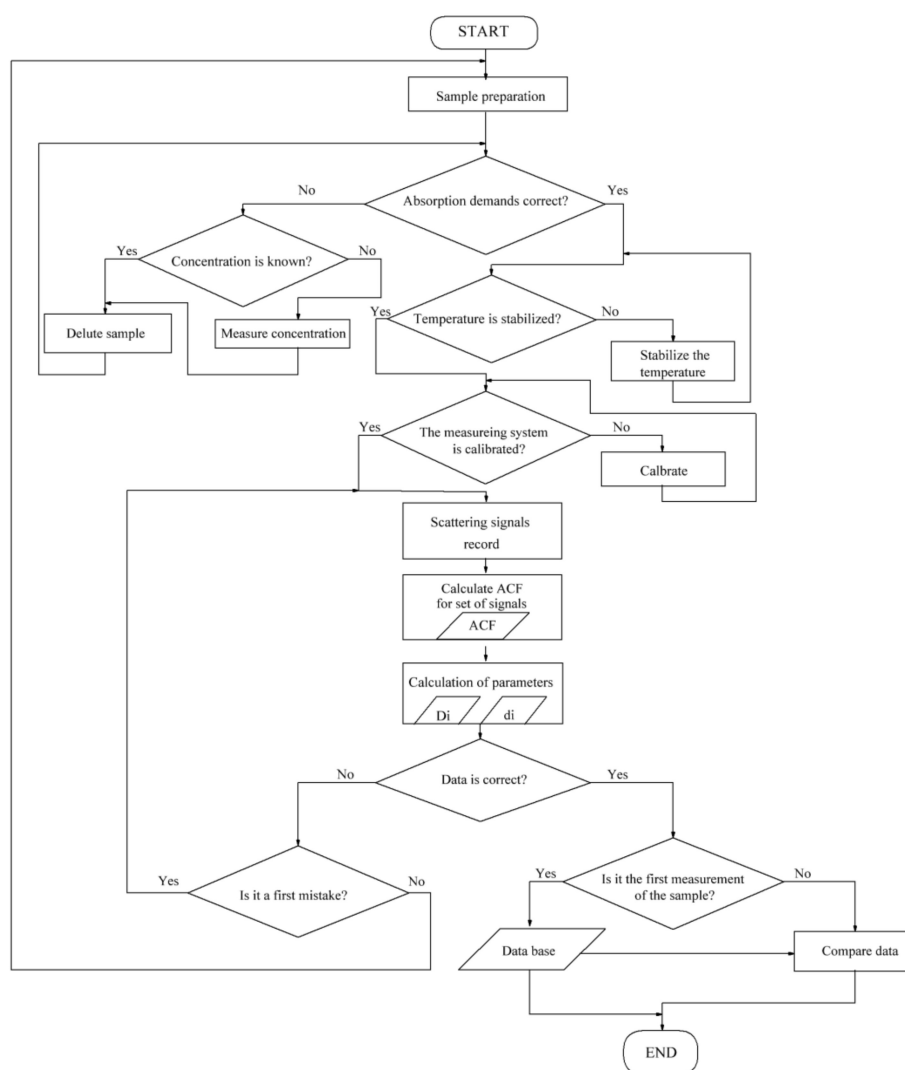 START
Sample preparation
No
Absorption demands correct?
Yes
Yes
Concentration is known?
No
Delute sample
Measure concentration
Yes
Temperature is stabilized?
No
Stabilize the
temperature
Yes
The measureing system
is calibrated?
No
Calbrate
Scattering signals
record
Calculate ACF
for set of signals
ACF
Calculation of parameters
Di
di
No
Data is correct?
Yes
Yes
Is it a first mistake?
No
Yes
Is it the first measurement
of the sample?
No
Data base
Compare data
END